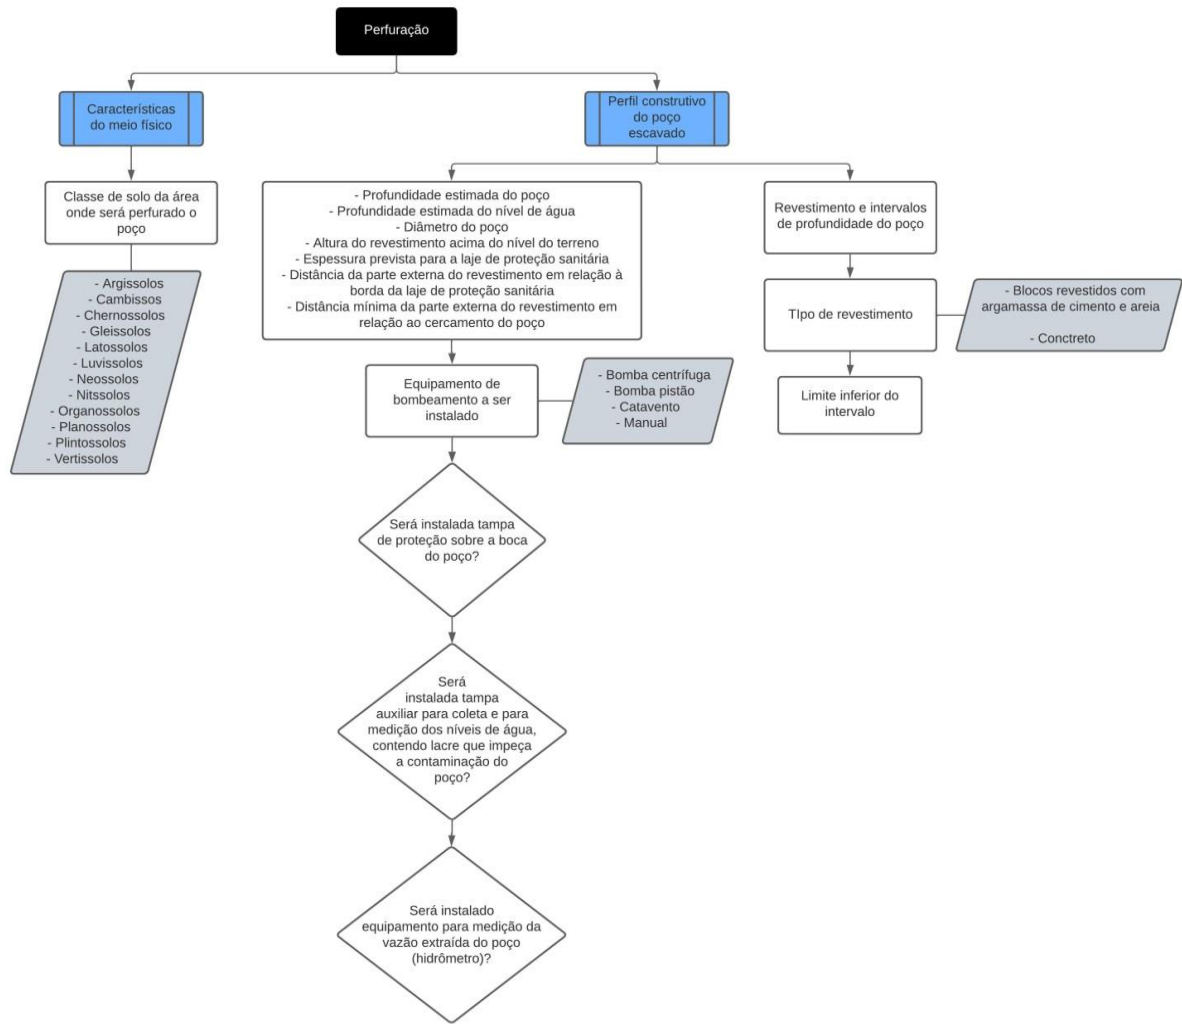 Perfuração
Características
do meio físico
Perfil construtivo
do poço
escavado
Classe de solo da área
onde será perfurado o
poço
- Argissolos
- Cambissos
- Chernossolos
- Gleissolos
- Latossolos
- Luvissolos
- Neossolos
- Nitssolos
- Organossolos
- Planossolos
- Plintossolos
- Vertissolos
- Profundidade estimada do poço
- Profundidade estimada do nível de água
- Diâmetro do poço
- Altura do revestimento acima do nível do terreno
- Espessura prevista para a laje de proteção sanitária
- Distância da parte externa do revestimento em relação à
borda da laje de proteção sanitária
- Distância mínima da parte externa do revestimento em
relação ao cercamento do poço
Equipamento de
bombeamento a ser
instalado
- Bomba centrífuga
- Bomba pistão
- Catavento
- Manual
Será instalada tampa
de proteção sobre a boca
do poço?
Será
instalada tampa
auxiliar para coleta e para
medição dos níveis de água,
contendo lacre que impeça
a contaminação do
poço?
Será instalado
equipamento para medição da
vazão extraída do poço
(hidrômetro)?
Revestimento e intervalos
de profundidade do poço
TIpo de revestimento
- Blocos revestidos com
argamassa de cimento e areia
- Conctreto
Limite inferior do
intervalo